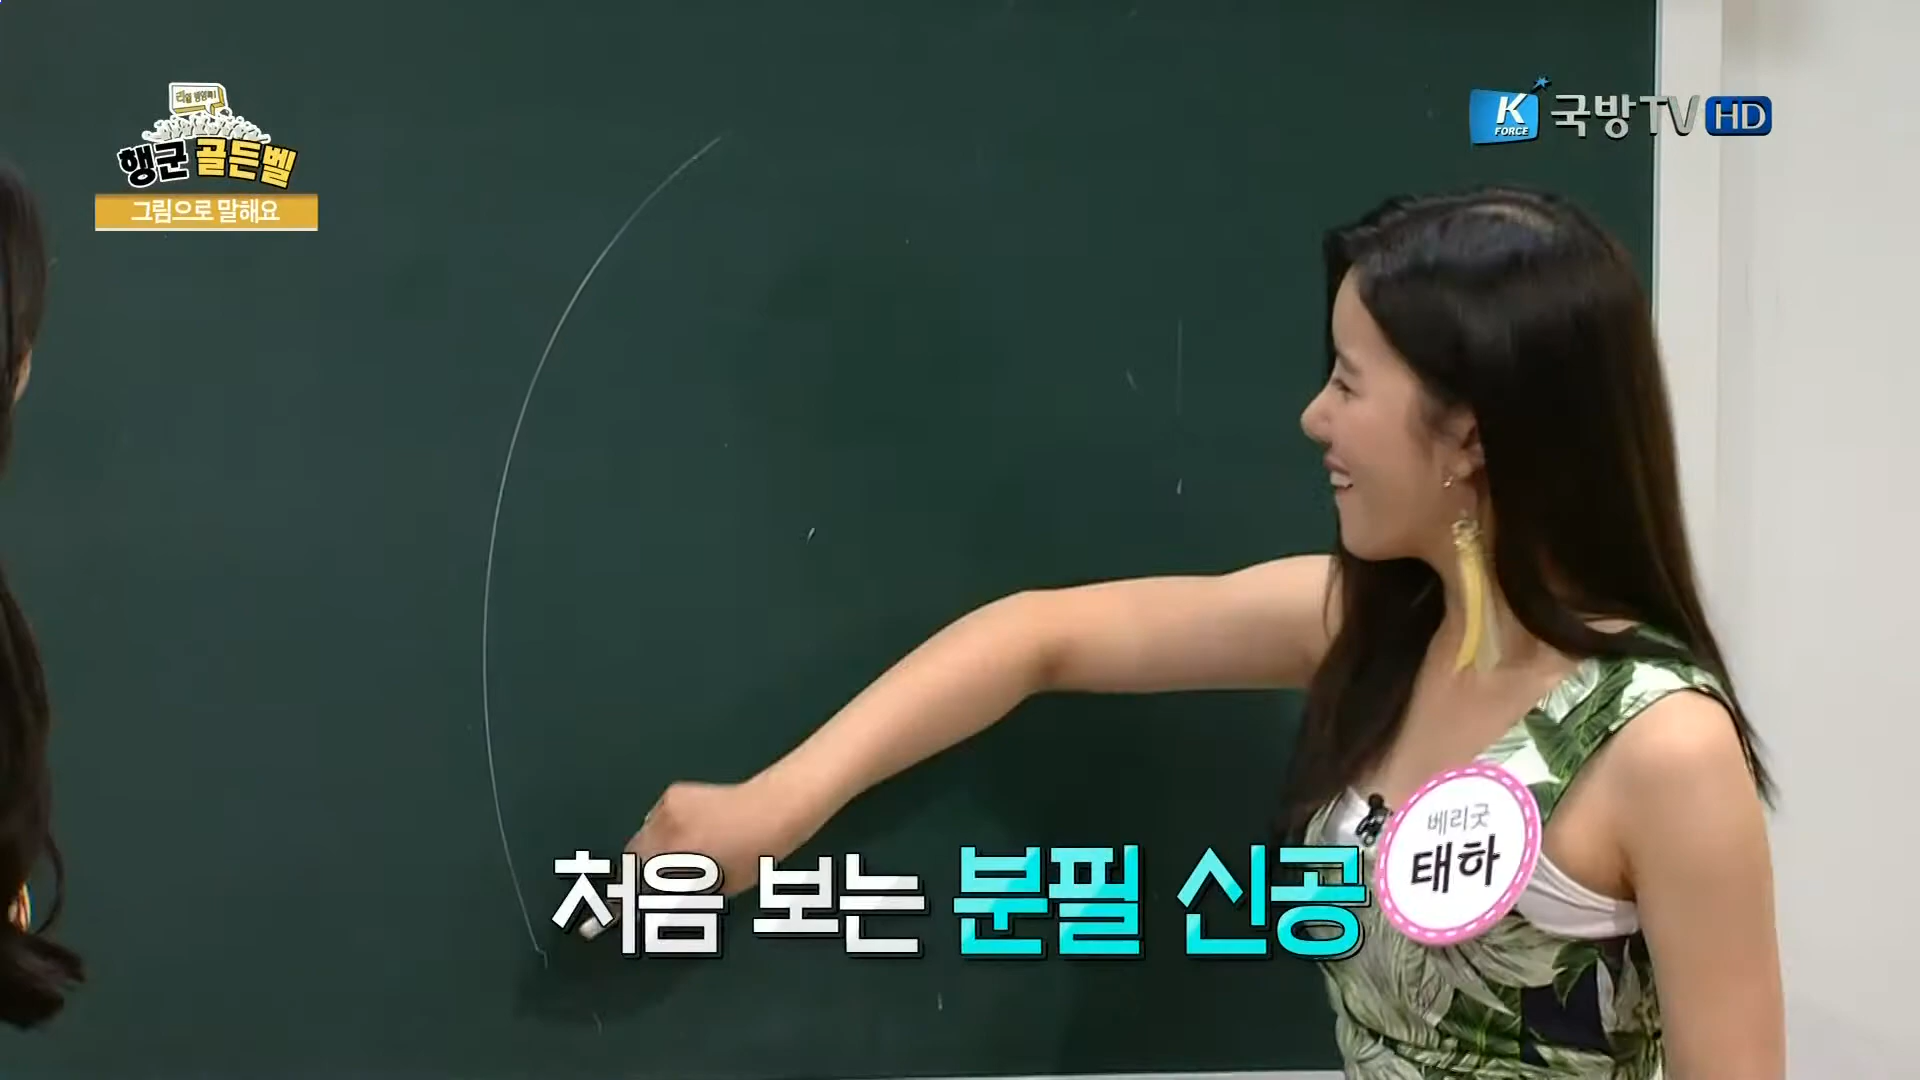 행군 골든벨
그림으로 말해요
K
FORCE
국방TV HD
베리굿
태하
처음 보는 분필 신공